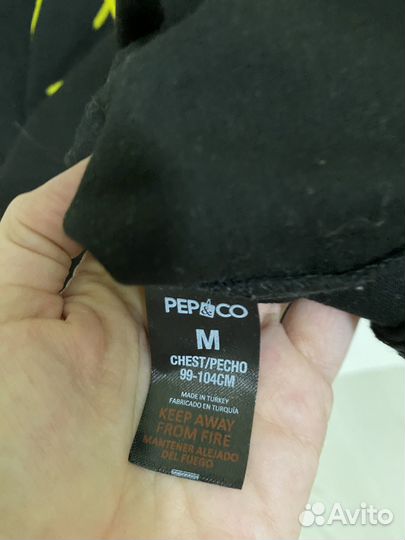 PEP&CO
M
CHEST/PECHO
99-104CM
MADE IN TURKEY
FABRICADO EN TURQUÍA
KEEP AWAY
FROM FIRE
MANTENER ALEJADO
DEL FUEGO
Avito